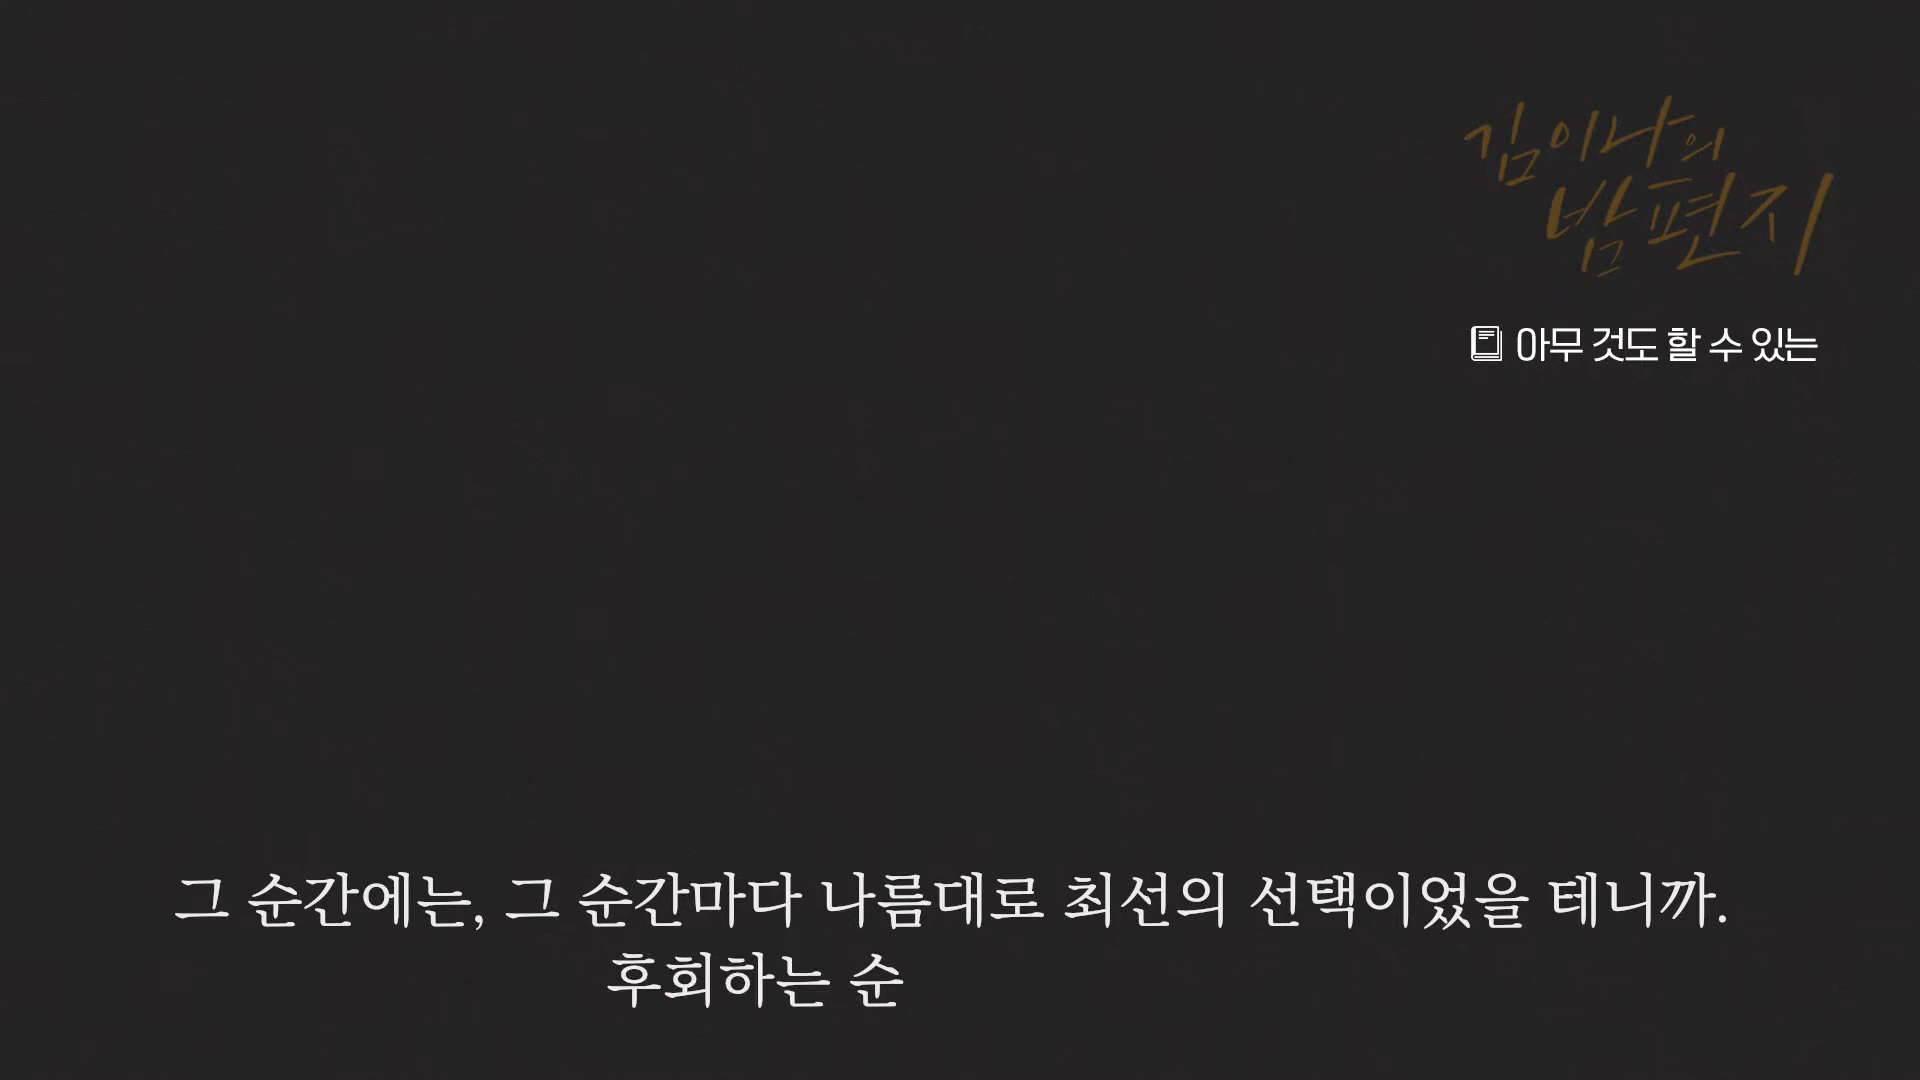 김이나의
밤편지
아무 것도 할 수 있는
그 순간에는, 그 순간마다 나름대로 최선의 선택이었을 테니까.
후회하는 순